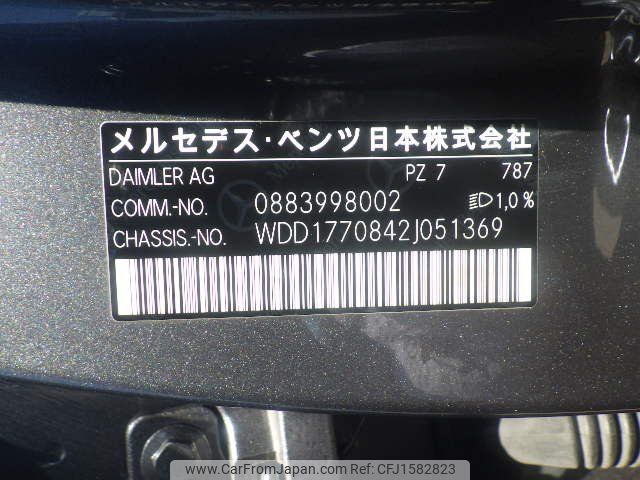 メルセデス・ベンツ日本株式会社
DAIMLER AG PZ 7 787
COMM.-NO. 0883998002 1,0%
CHASSIS.-NO. WDD1770842J051369
www.CarFromJapan.com for CFJ1582823